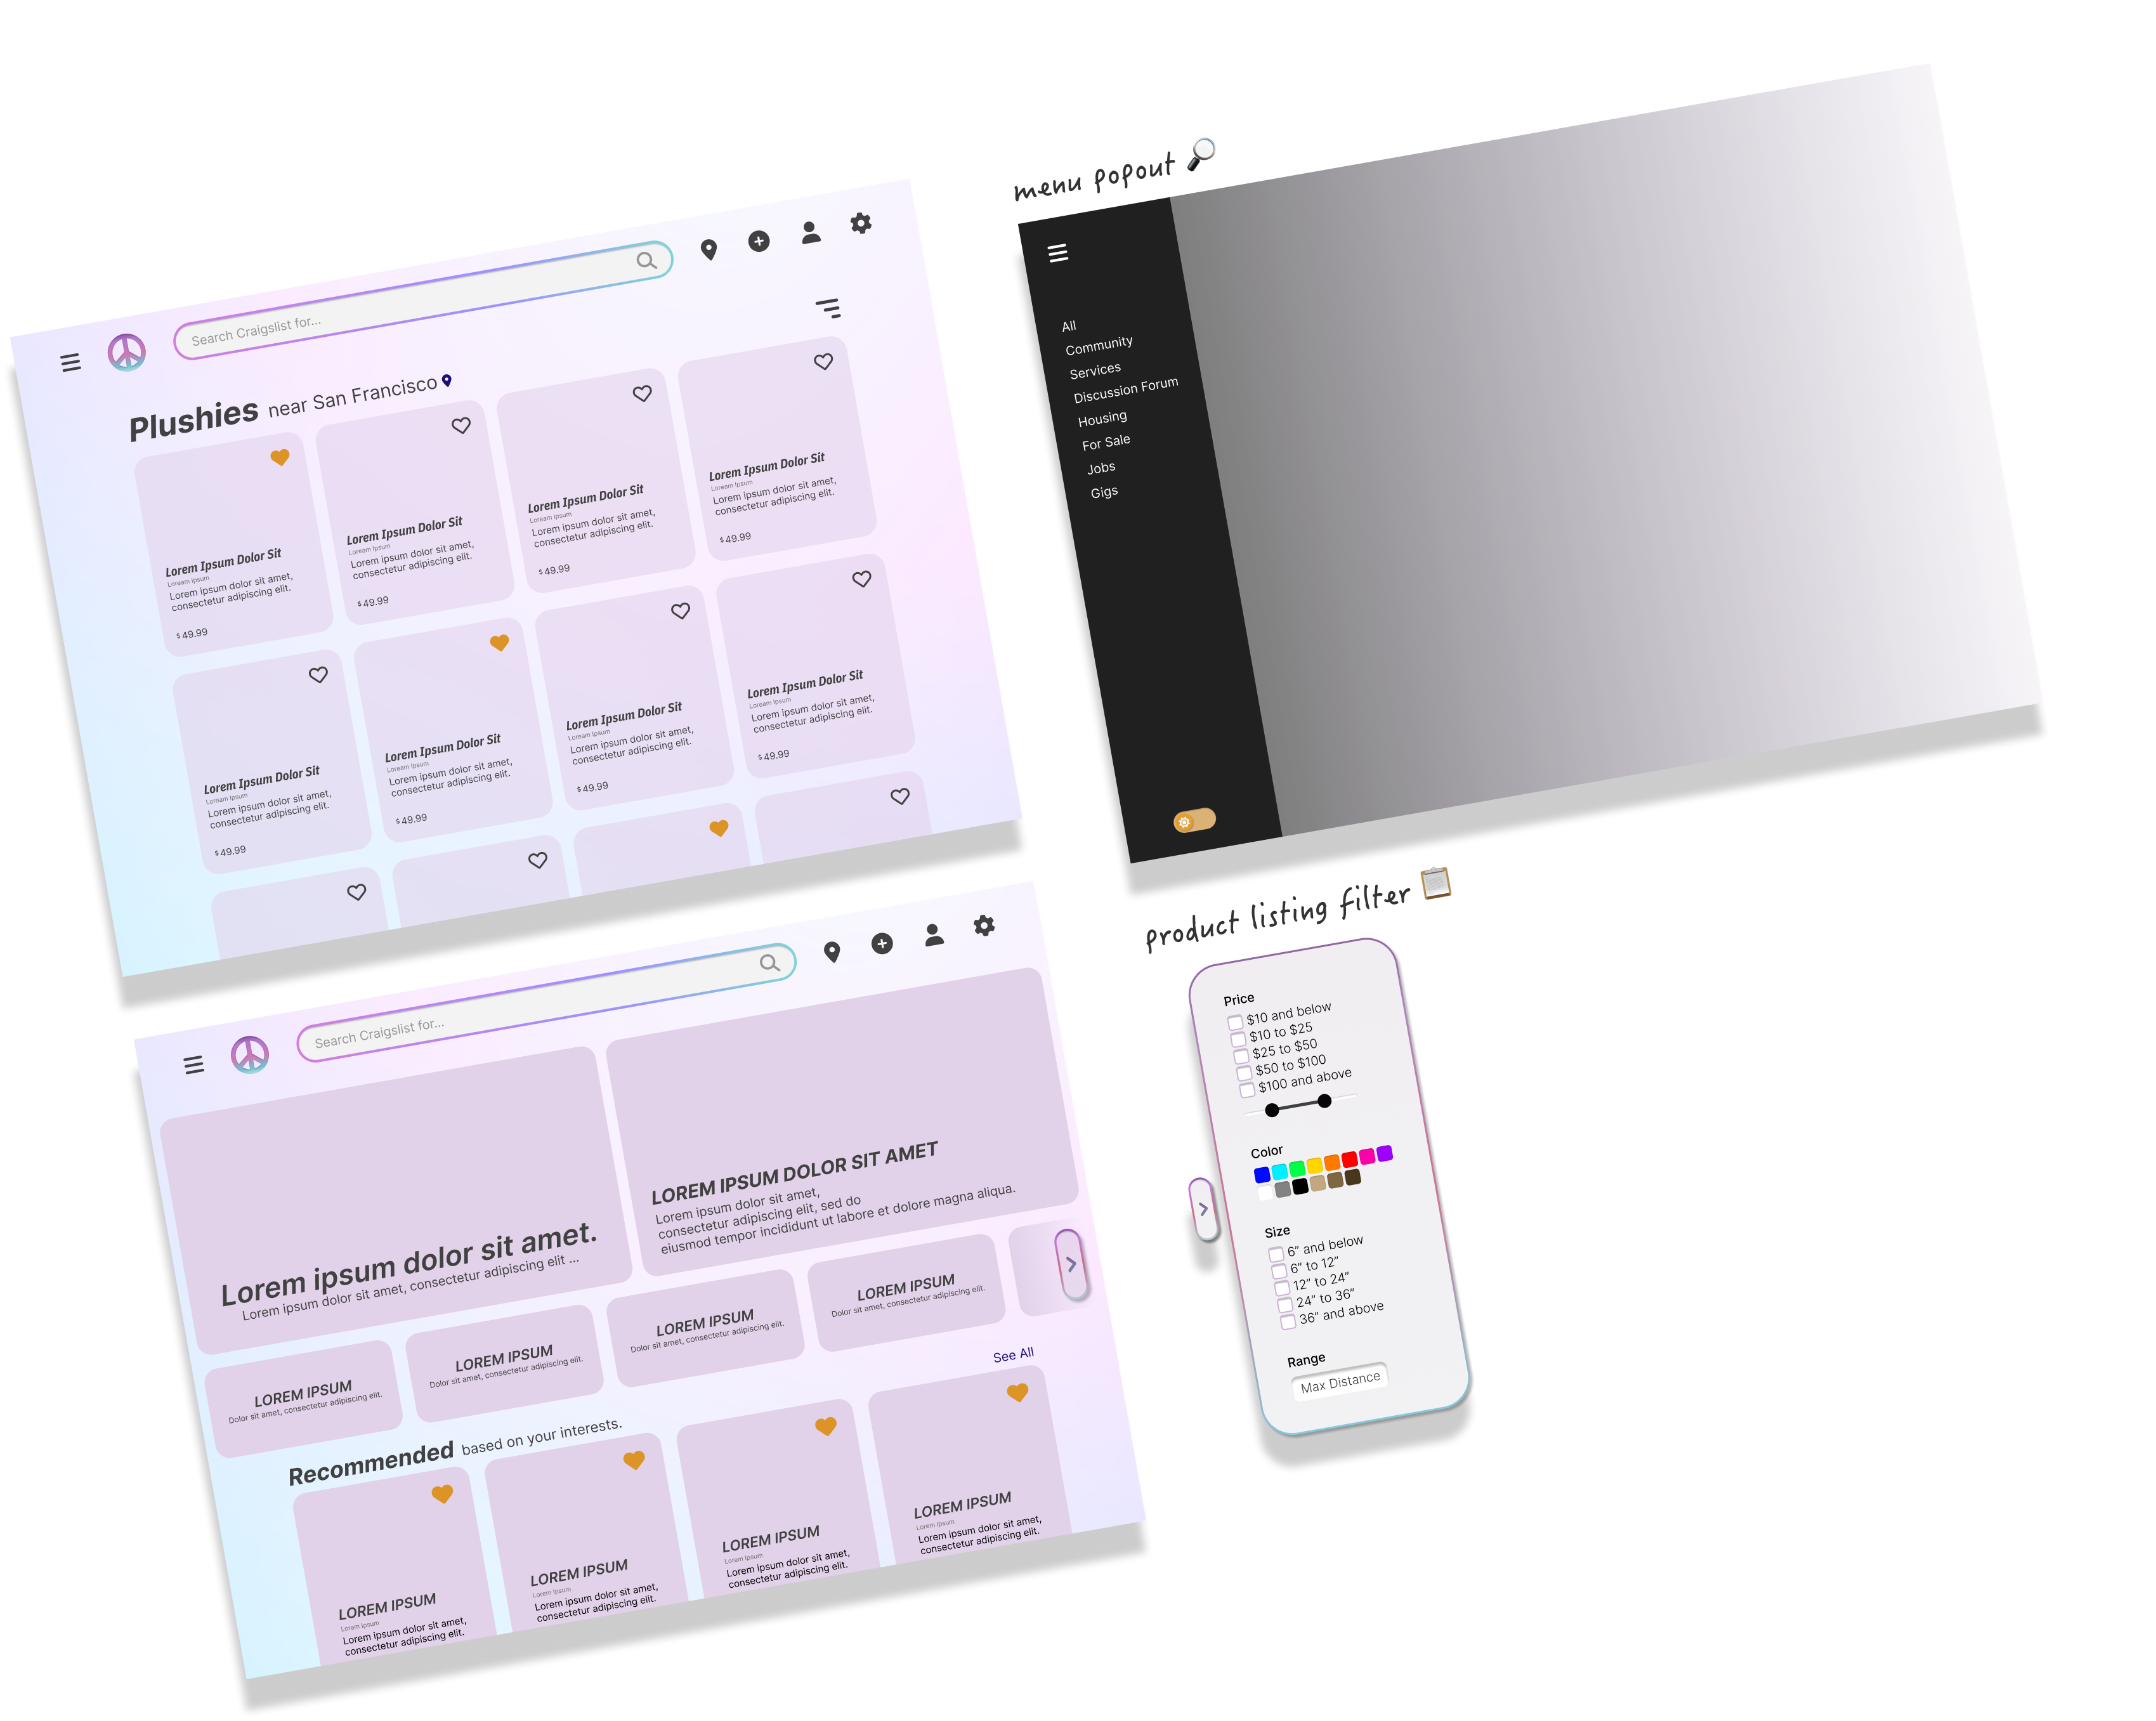 Search Craigslist for...
Plushies near San Francisco
Lorem Ipsum Dolor Sit
Loream Ipsum
Lorem ipsum dolor sit amet,
consectetur adipiscing elit.
$49.99
Lorem Ipsum Dolor Sit
Loream Ipsum
Lorem ipsum dolor sit amet,
consectetur adipiscing elit.
$49.99
Lorem Ipsum Dolor Sit
Loream Ipsum
Lorem ipsum dolor sit amet,
consectetur adipiscing elit.
$49.99
Lorem Ipsum Dolor Sit
Loream Ipsum
Lorem ipsum dolor sit amet,
consectetur adipiscing elit.
$49.99
Lorem Ipsum Dolor Sit
Loream Ipsum
Lorem ipsum dolor sit amet,
consectetur adipiscing elit.
$49.99
Lorem Ipsum Dolor Sit
Loream Ipsum
Lorem ipsum dolor sit amet,
consectetur adipiscing elit.
$49.99
Lorem Ipsum Dolor Sit
Loream Ipsum
Lorem ipsum dolor sit amet,
consectetur adipiscing elit.
$49.99
Lorem Ipsum Dolor Sit
Loream Ipsum
Lorem ipsum dolor sit amet,
consectetur adipiscing elit.
$49.99
menu popout
All
Community
Services
Discussion Forum
Housing
For Sale
Jobs
Gigs
Search Craigslist for...
Lorem ipsum dolor sit amet.
Lorem ipsum dolor sit amet, consectetur adipiscing elit ...
LOREM IPSUM DOLOR SIT AMET
Lorem ipsum dolor sit amet,
consectetur adipiscing elit, sed do
eiusmod tempor incididunt ut labore et dolore magna aliqua.
LOREM IPSUM
Dolor sit amet, consectetur adipiscing elit.
LOREM IPSUM
Dolor sit amet, consectetur adipiscing elit.
LOREM IPSUM
Dolor sit amet, consectetur adipiscing elit.
LOREM IPSUM
Dolor sit amet, consectetur adipiscing elit.
Recommended based on your interests.
See All
LOREM IPSUM
Lorem Ipsum
Lorem ipsum dolor sit amet,
consectetur adipiscing elit.
LOREM IPSUM
Lorem Ipsum
Lorem ipsum dolor sit amet,
consectetur adipiscing elit.
LOREM IPSUM
Lorem Ipsum
Lorem ipsum dolor sit amet,
consectetur adipiscing elit.
LOREM IPSUM
Lorem Ipsum
Lorem ipsum dolor sit amet,
consectetur adipiscing elit.
product listing filter
Price
$10 and below
$10 to $25
$25 to $50
$50 to $100
$100 and above
Color
Size
6" and below
6" to 12"
12" to 24"
24" to 36"
36" and above
Range
Max Distance